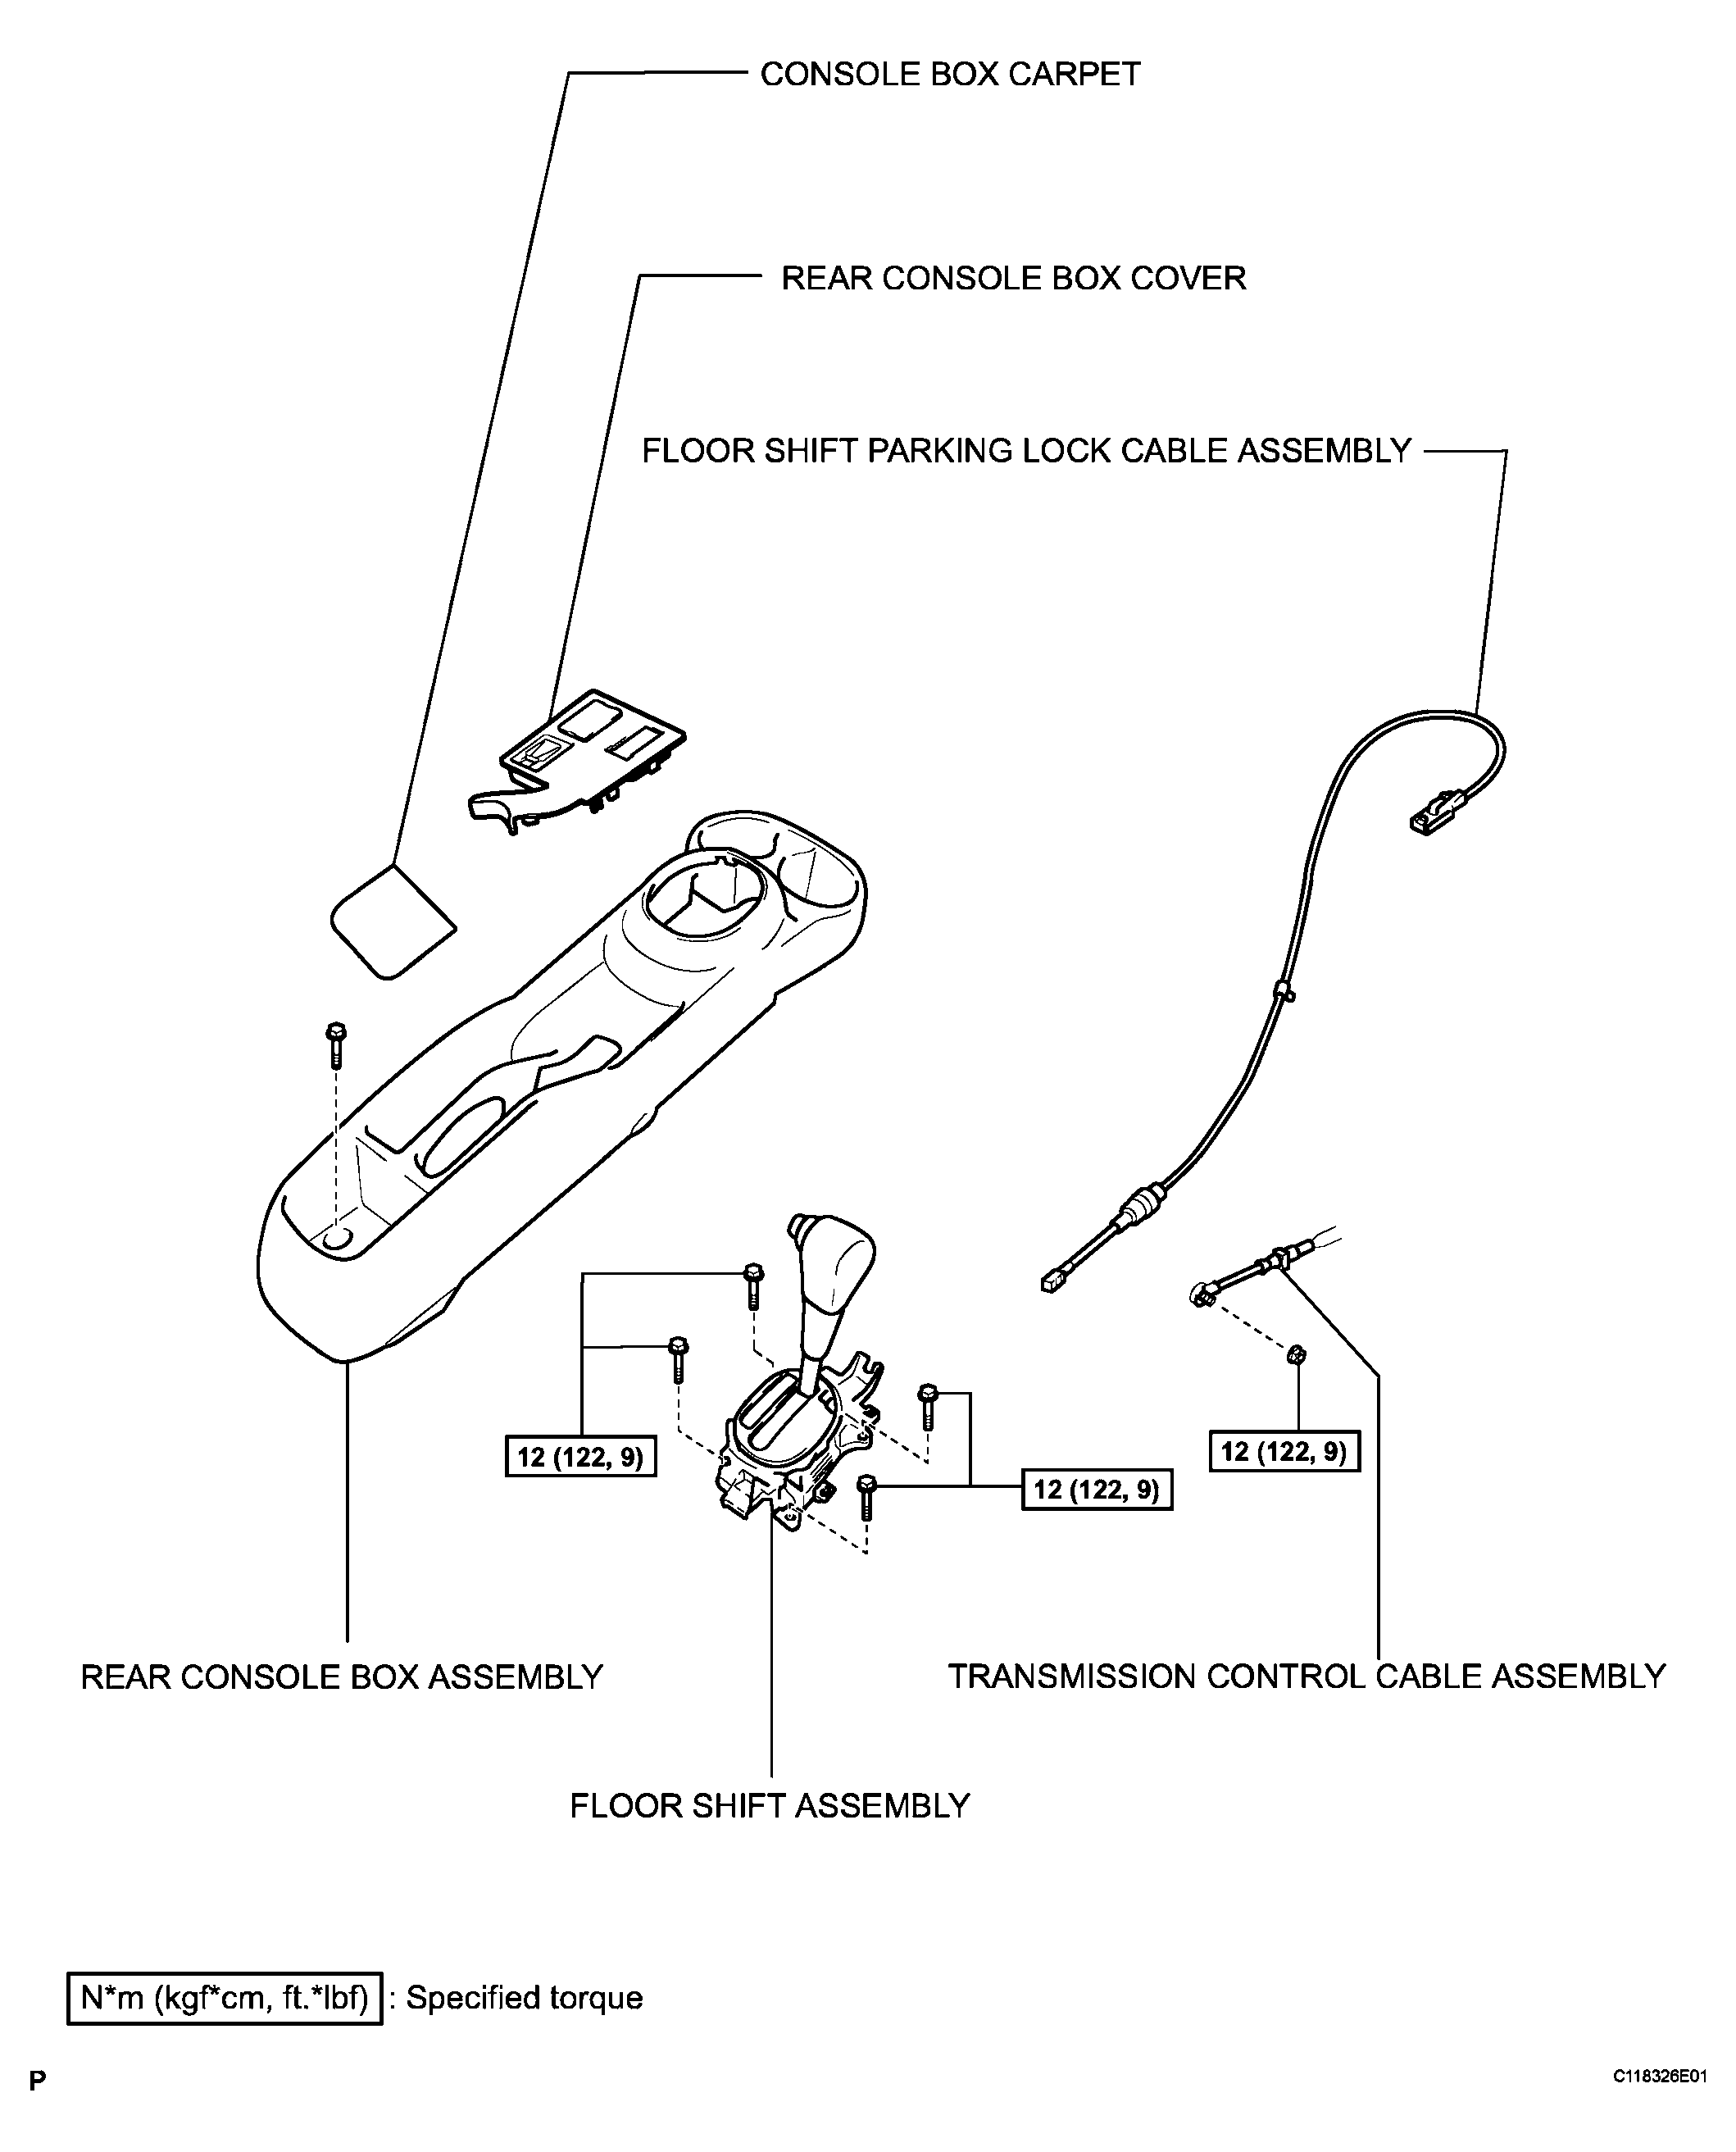 CONSOLE BOX CARPET
REAR CONSOLE BOX COVER
FLOOR SHIFT PARKING LOCK CABLE ASSEMBLY
12 (122, 9)
12 (122, 9)
12 (122, 9)
REAR CONSOLE BOX ASSEMBLY
TRANSMISSION CONTROL CABLE ASSEMBLY
FLOOR SHIFT ASSEMBLY
N*m (kgf*cm, ft.*lbf) : Specified torque
P
C118326E01